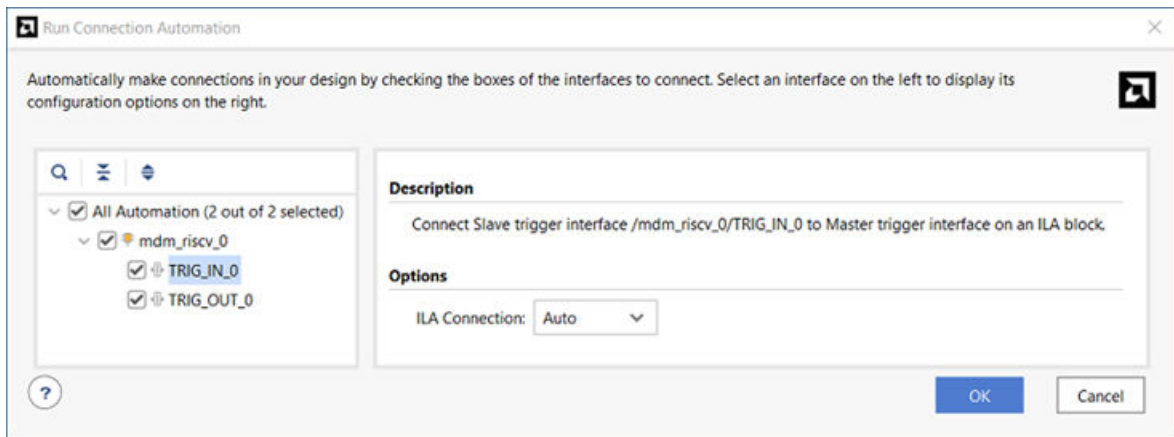 Run Connection Automation
Automatically make connections in your design by checking the boxes of the interfaces to connect. Select an interface on the left to display its
configuration options on the right.
All Automation (2 out of 2 selected)
mdm_riscv_0
TRIG_IN_0
TRIG_OUT_0
Description
Connect Slave trigger interface /mdm_riscv_0/TRIG_IN_0 to Master trigger interface on an ILA block.
Options
ILA Connection: Auto
?
OK
Cancel